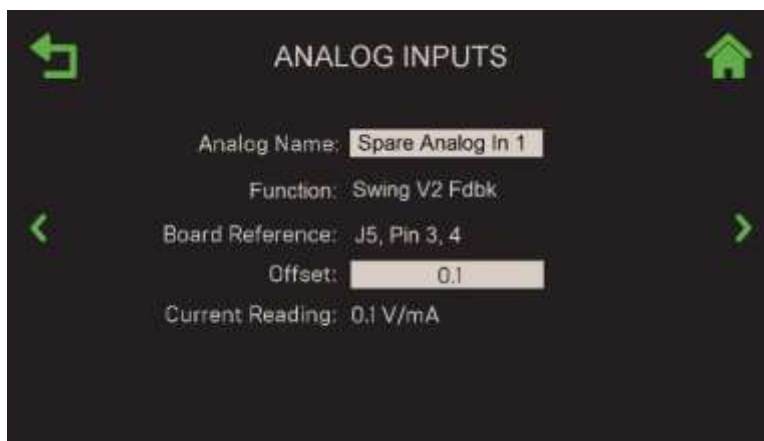 ANALOG INPUTS
Analog Name: Spare Analog In 1
Function: Swing V2 Fdbk
Board Reference: J5, Pin 3, 4
Offset: 0.1
Current Reading: 0.1 V/mA